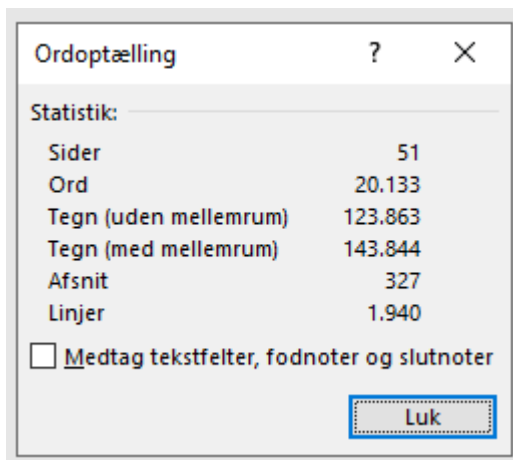 Ordoptælling ?
Statistik:
Sider 51
Ord 20.133
Tegn (uden mellemrum) 123.863
Tegn (med mellemrum) 143.844
Afsnit 327
Linjer 1.940
Medtag tekstfelter, fodnoter og slutnoter
Luk